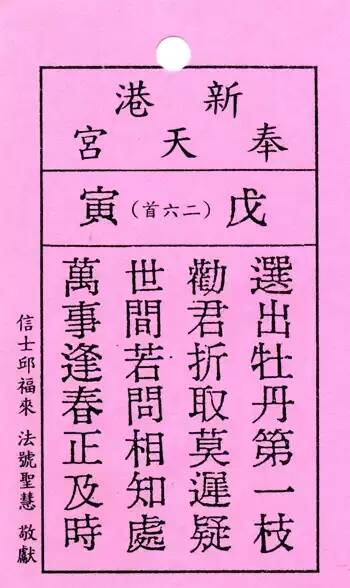 新港
奉天宮
戊（二六首）寅
選出牡丹第一枝
勸君折取莫遲疑
世間若問相知處
萬事逢春正及時
信士邱福來 法號聖慧 敬獻